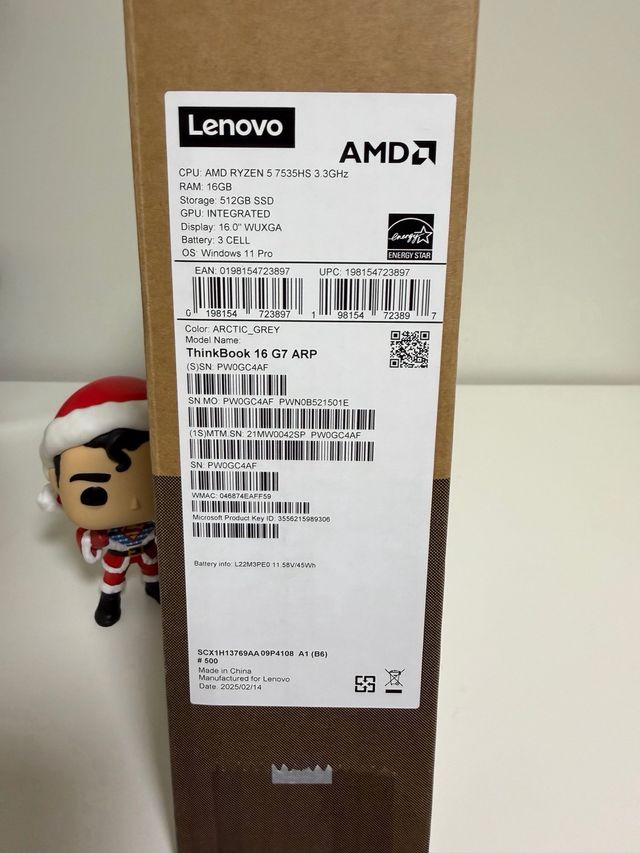 Lenovo
AMD
CPU: AMD RYZEN 5 7535HS 3.3GHz
RAM: 16GB
Storage: 512GB SSD
GPU: INTEGRATED
Display: 16.0" WUXGA
Battery: 3 CELL
OS: Windows 11 Pro
energy
ENERGY STAR
EAN: 0198154723897 UPC: 198154723897
0 198154 723897 1 98154 72389 7
Color: ARCTIC_GREY
Model Name:
ThinkBook 16 G7 ARP
(S)SN: PW0GC4AF
SN.MO: PW0GC4AF PWN0B521501E
(1S)MTM.SN: 21MW0042SP PW0GC4AF
SN: PW0GC4AF
WMAC: 046874EAFF59
Microsoft Product Key ID: 3556215989306
Battery info: L22M3PE0 11.58V/45Wh
SCX1H13769AA 09P4108 A1 (B6)
# 500
Made in China
Manufactured for Lenovo
Date: 2025/02/14